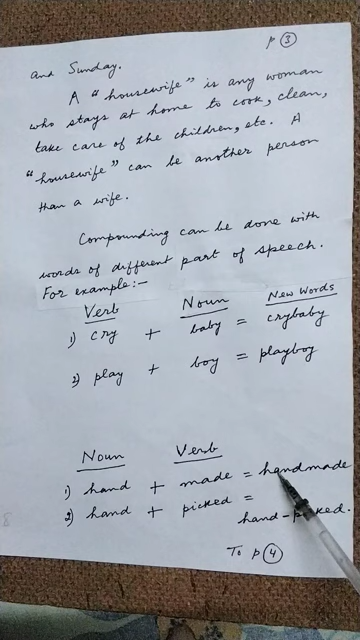 P ③
and Sunday.
A "housewife" is any woman
who stays at home to cook, clean,
take care of the children, etc. A
"housewife" can be another person
than a wife.
Compounding can be done with
words of different part of speech.
For example:-
Verb Noun New Words
1) cry + baby = crybaby
2) play + boy = playboy
Noun Verb
1) hand + made = handmade
2) hand + picked =
hand-picked.
To P ④
8